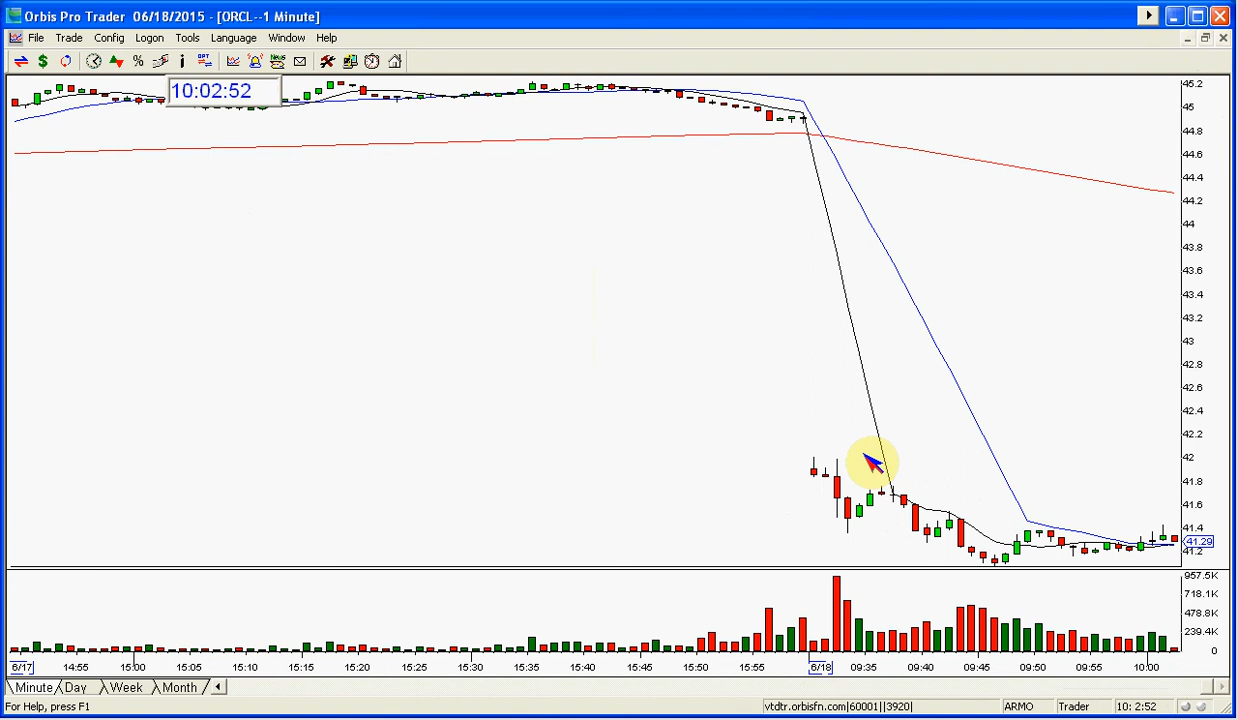 Orbis Pro Trader 06/18/2015 - [ORCL--1 Minute]
File Trade Config Logon Tools Language Window Help
10:02:52
45.2
45
44.8
44.6
44.4
44.2
44
43.8
43.6
43.4
43.2
43
42.8
42.6
42.4
42.2
42
41.8
41.6
41.4
41.29
41.2
957.5K
718.1K
478.8K
239.4K
0
6/17 14:55 15:00 15:05 15:10 15:15 15:20 15:25 15:30 15:35 15:40 15:45 15:50 15:55 6/18 09:35 09:40 09:45 09:50 09:55 10:00
Minute Day Week Month
For Help, press F1 vtdtr.orbisfn.com|60001||3920| ARMO Trader 10: 2:52